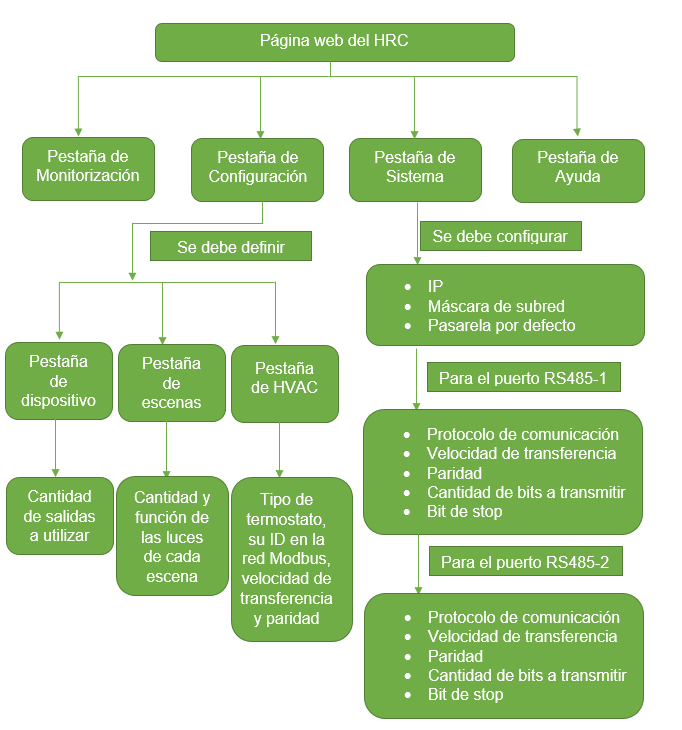 Página web del HRC
Pestaña de
Monitorización
Pestaña de
Configuración
Pestaña de
Sistema
Pestaña de
Ayuda
Se debe definir
Se debe configurar
• IP
• Máscara de subred
• Pasarela por defecto
Pestaña
de
dispositivo
Pestaña
de
escenas
Pestaña
de HVAC
Para el puerto RS485-1
• Protocolo de comunicación
• Velocidad de transferencia
• Paridad
• Cantidad de bits a transmitir
• Bit de stop
Cantidad
de salidas
a utilizar
Cantidad y
función de
las luces
de cada
escena
Tipo de
termostato,
su ID en la
red Modbus,
velocidad de
transferencia
y paridad
Para el puerto RS485-2
• Protocolo de comunicación
• Velocidad de transferencia
• Paridad
• Cantidad de bits a transmitir
• Bit de stop